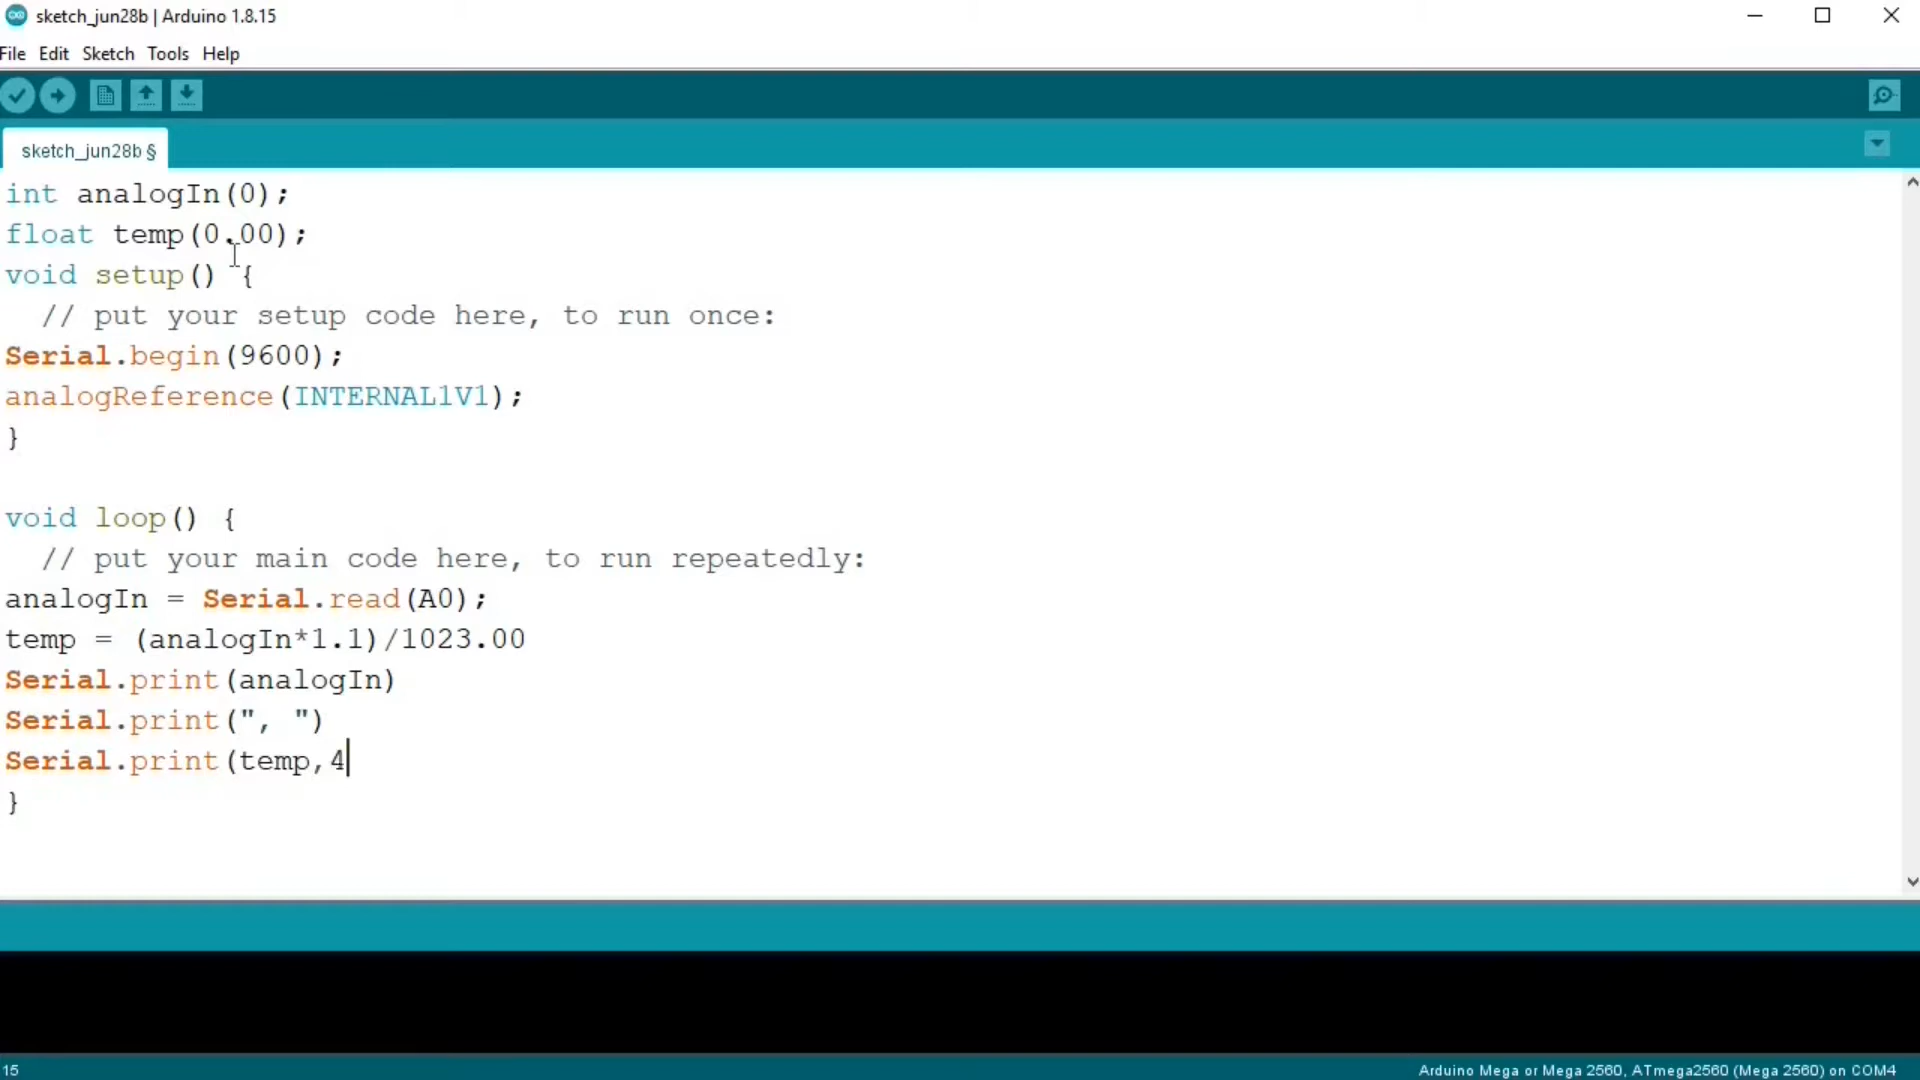 sketch_jun28b | Arduino 1.8.15
File Edit Sketch Tools Help
sketch_jun28b §
int analogIn(0);
float temp(0.00);
void setup() {
  // put your setup code here, to run once:
Serial.begin(9600);
analogReference(INTERNAL1V1);
}
void loop() {
  // put your main code here, to run repeatedly:
analogIn = Serial.read(A0);
temp = (analogIn*1.1)/1023.00
Serial.print(analogIn)
Serial.print(", ")
Serial.print(temp,4
}
15 Arduino Mega or Mega 2560, ATmega2560 (Mega 2560) on COM4